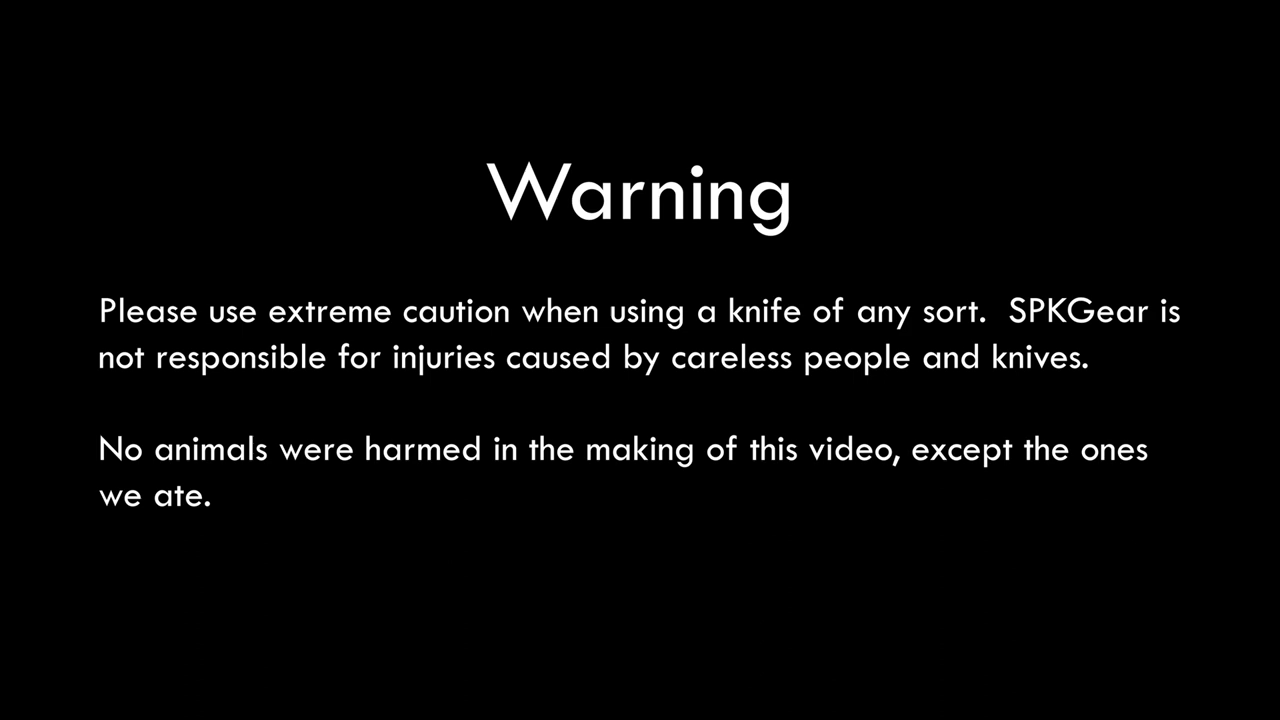 Warning
Please use extreme caution when using a knife of any sort.  SPKGear is
not responsible for injuries caused by careless people and knives.
No animals were harmed in the making of this video, except the ones
we ate.